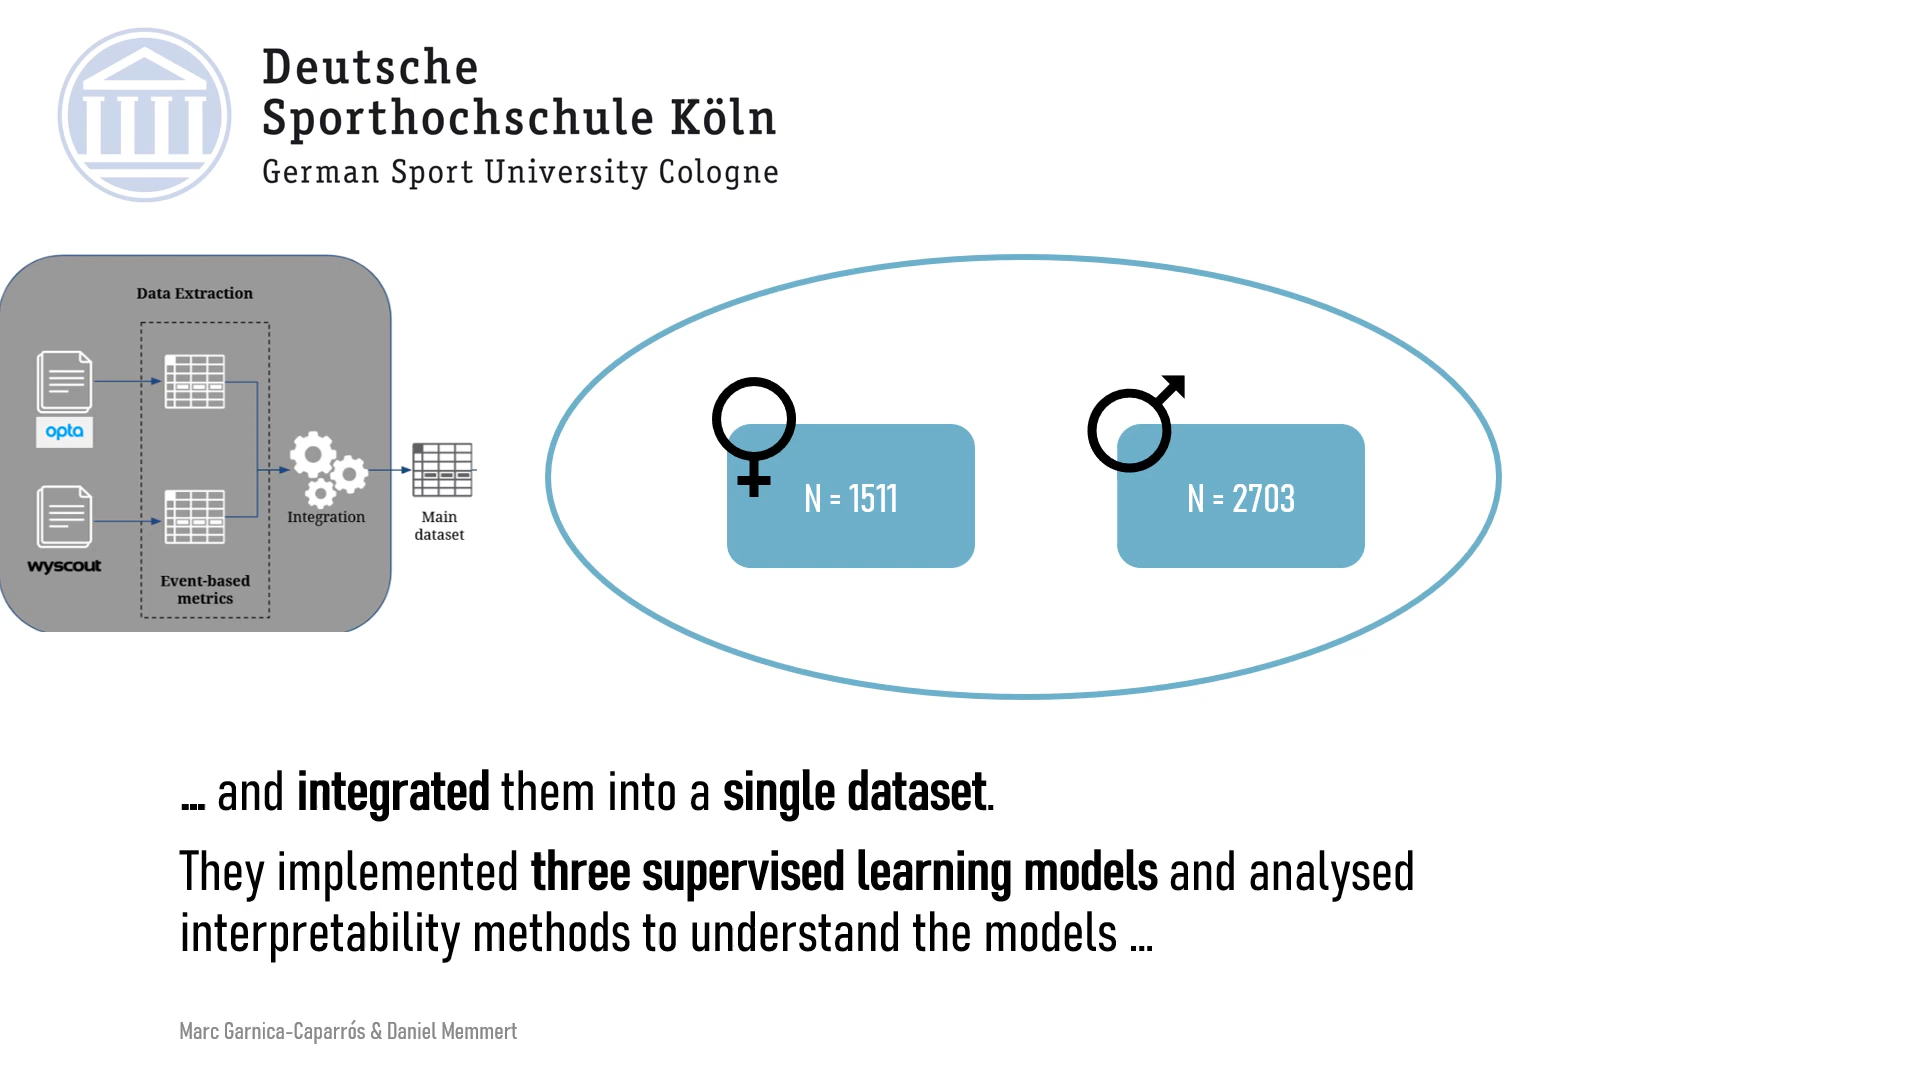 Deutsche
Sporthochschule Köln
German Sport University Cologne
Data Extraction
opta
wyscout
Event-based
metrics
Integration
Main
dataset
N = 1511
N = 2703
... and integrated them into a single dataset.
They implemented three supervised learning models and analysed
interpretability methods to understand the models ...
Marc Garnica-Caparrós & Daniel Memmert